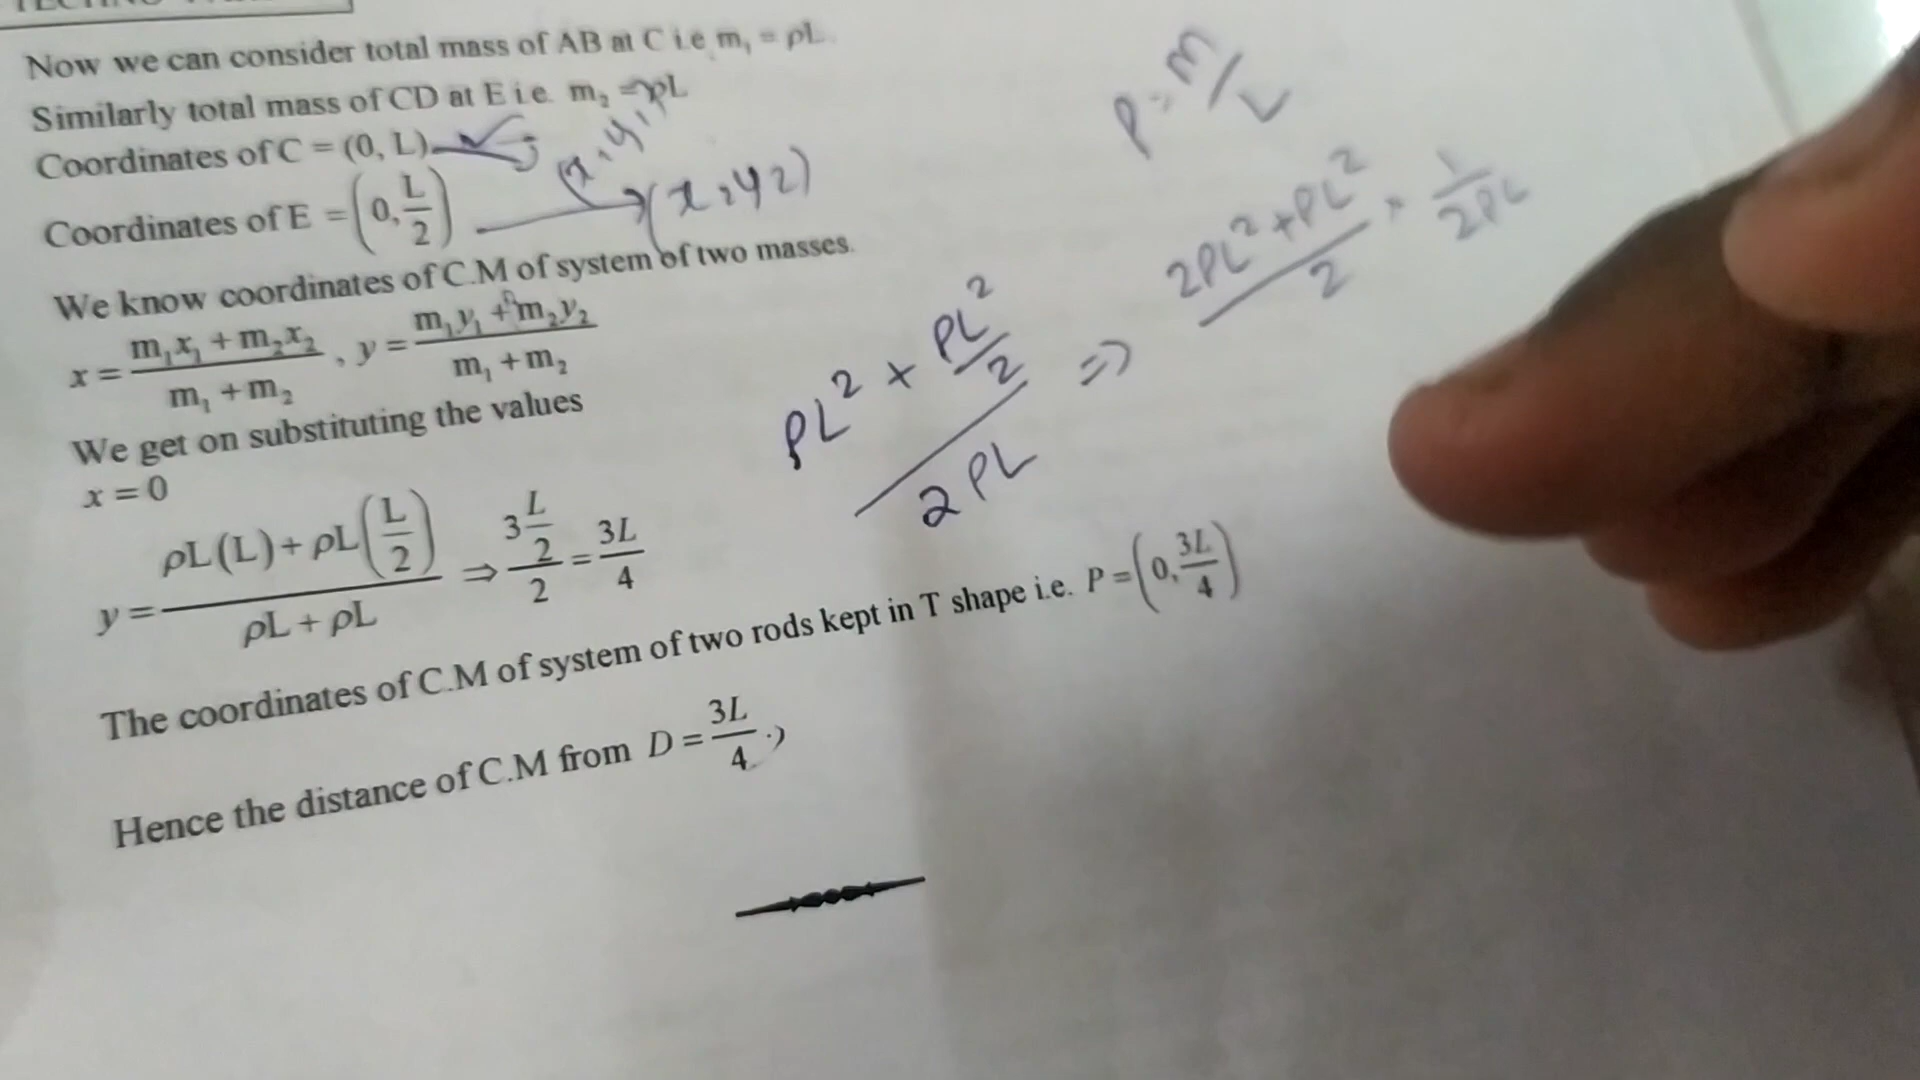 Now we can consider total mass of AB at C i.e m₁ = ρL.
Similarly total mass of CD at E i.e. m₂ = ρL
Coordinates of C = (0, L)
(x, y₁)
Coordinates of E = (0, L/2)
(x, y2)
We know coordinates of C.M of system of two masses.
x = (m₁x₁ + m₂x₂)/(m₁ + m₂), y = (m₁y₁ + m₂y₂)/(m₁ + m₂)
We get on substituting the values
x = 0
y = (ρL(L) + ρL(L/2))/(ρL + ρL) ⇒ (3 L/2)/2 = 3L/4
The coordinates of C.M of system of two rods kept in T shape i.e. P = (0, 3L/4)
Hence the distance of C.M from D = 3L/4 .)
ρ = m/L
(ρL² + ρL²/2)/(2ρL) ⇒ (2ρL² + ρL²)/2 × 1/(2ρL)